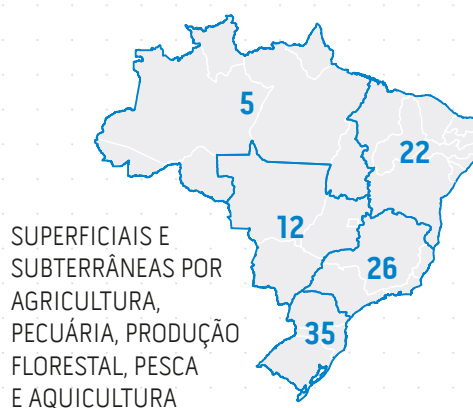 5
22
12
26
35
SUPERFICIAIS E
SUBTERRÂNEAS POR
AGRICULTURA,
PECUÁRIA, PRODUÇÃO
FLORESTAL, PESCA
E AQUICULTURA